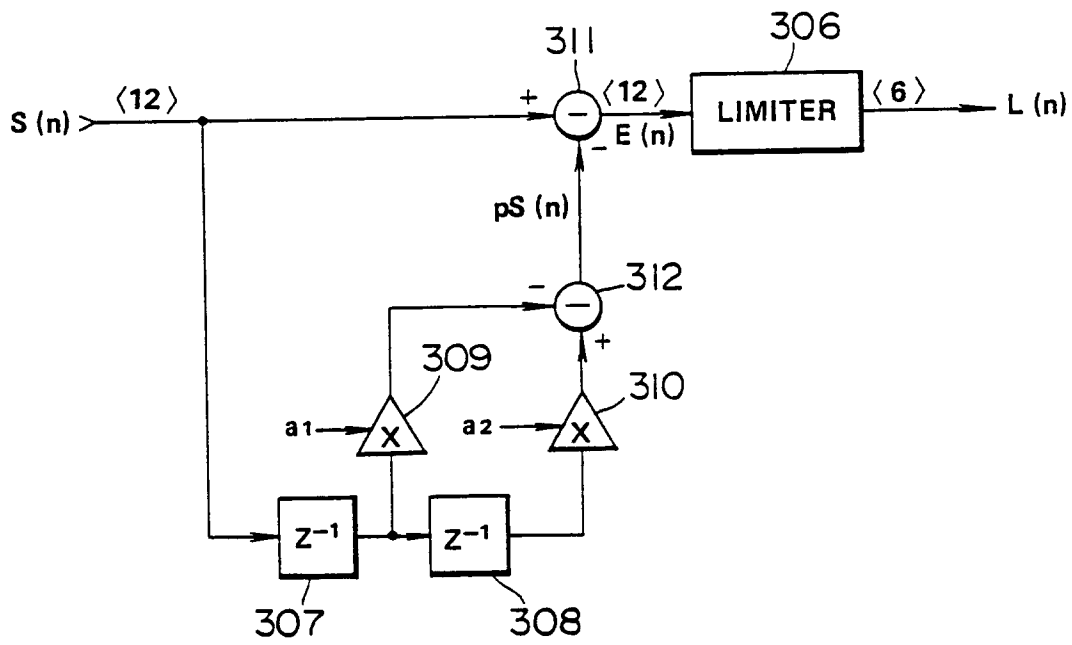 306
311
S (n)
⟨12⟩
+
−
⟨12⟩
E (n)
LIMITER
⟨6⟩
L (n)
−
pS (n)
−
−
312
+
309
310
a1
X
a2
X
Z⁻¹
Z⁻¹
307
308